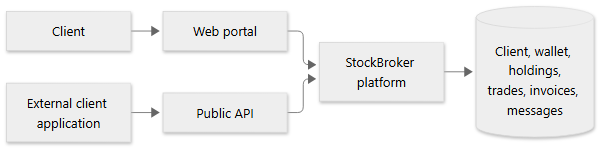 Client
Web portal
External client
application
Public API
StockBroker
platform
Client, wallet,
holdings,
trades, invoices,
messages